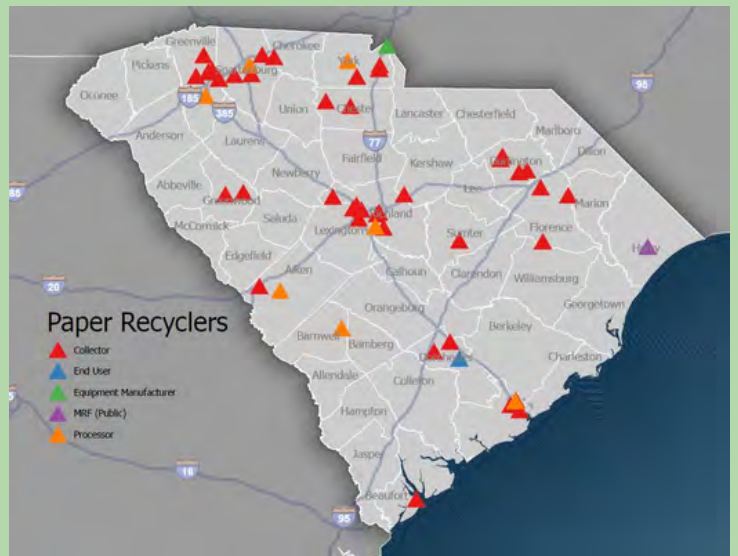 Greenville
Cherokee
Pickens
York
Spartanburg
Oconee
185
385
Union
Chester
Lancaster
Chesterfield
95
Marlboro
Anderson
Laurens
77
Dillon
Fairfield
Kershaw
Darlington
Abbeville
Newberry
Lee
Greenwood
Marion
85
McCormick
Saluda
Lexington
Richland
Sumter
Florence
Horry
Edgefield
Aiken
Calhoun
Clarendon
Williamsburg
20
Orangeburg
Georgetown
Paper Recyclers
Barnwell
Bamberg
Berkeley
Collector
Dorchester
End User
Allendale
Colleton
Charleston
Equipment Manufacturer
MRF (Public)
Hampton
Processor
Jasper
16
Beaufort
95